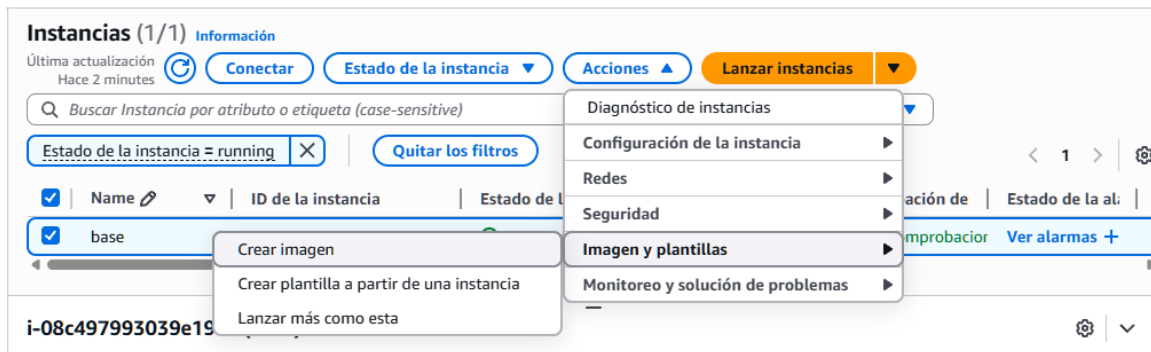 Instancias (1/1) Información
Última actualización
Hace 2 minutes
Conectar
Estado de la instancia
Acciones
Lanzar instancias
Buscar Instancia por atributo o etiqueta (case-sensitive)
Diagnóstico de instancias
Configuración de la instancia
Estado de la instancia = running
Quitar los filtros
1
Redes
Name
ID de la instancia
Estado de l
ación de
Estado de la al
Seguridad
base
Crear imagen
Imagen y plantillas
Ver alarmas +
Crear plantilla a partir de una instancia
Monitoreo y solución de problemas
Lanzar más como esta
i-08c497993039e19